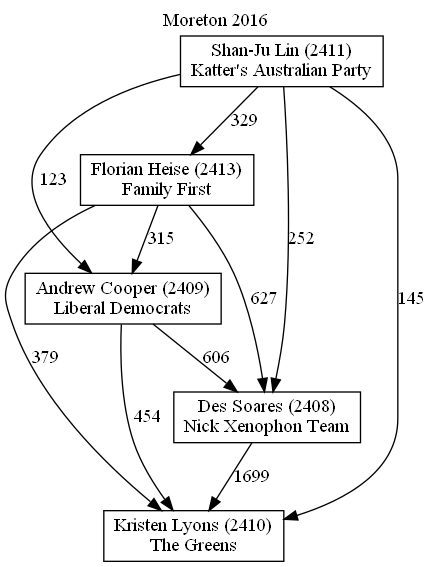 Moreton 2016
Shan-Ju Lin (2411)
Katter's Australian Party
329
Florian Heise (2413)
Family First
123
315
252
145
627
Andrew Cooper (2409)
Liberal Democrats
379
606
454
Des Soares (2408)
Nick Xenophon Team
1699
Kristen Lyons (2410)
The Greens